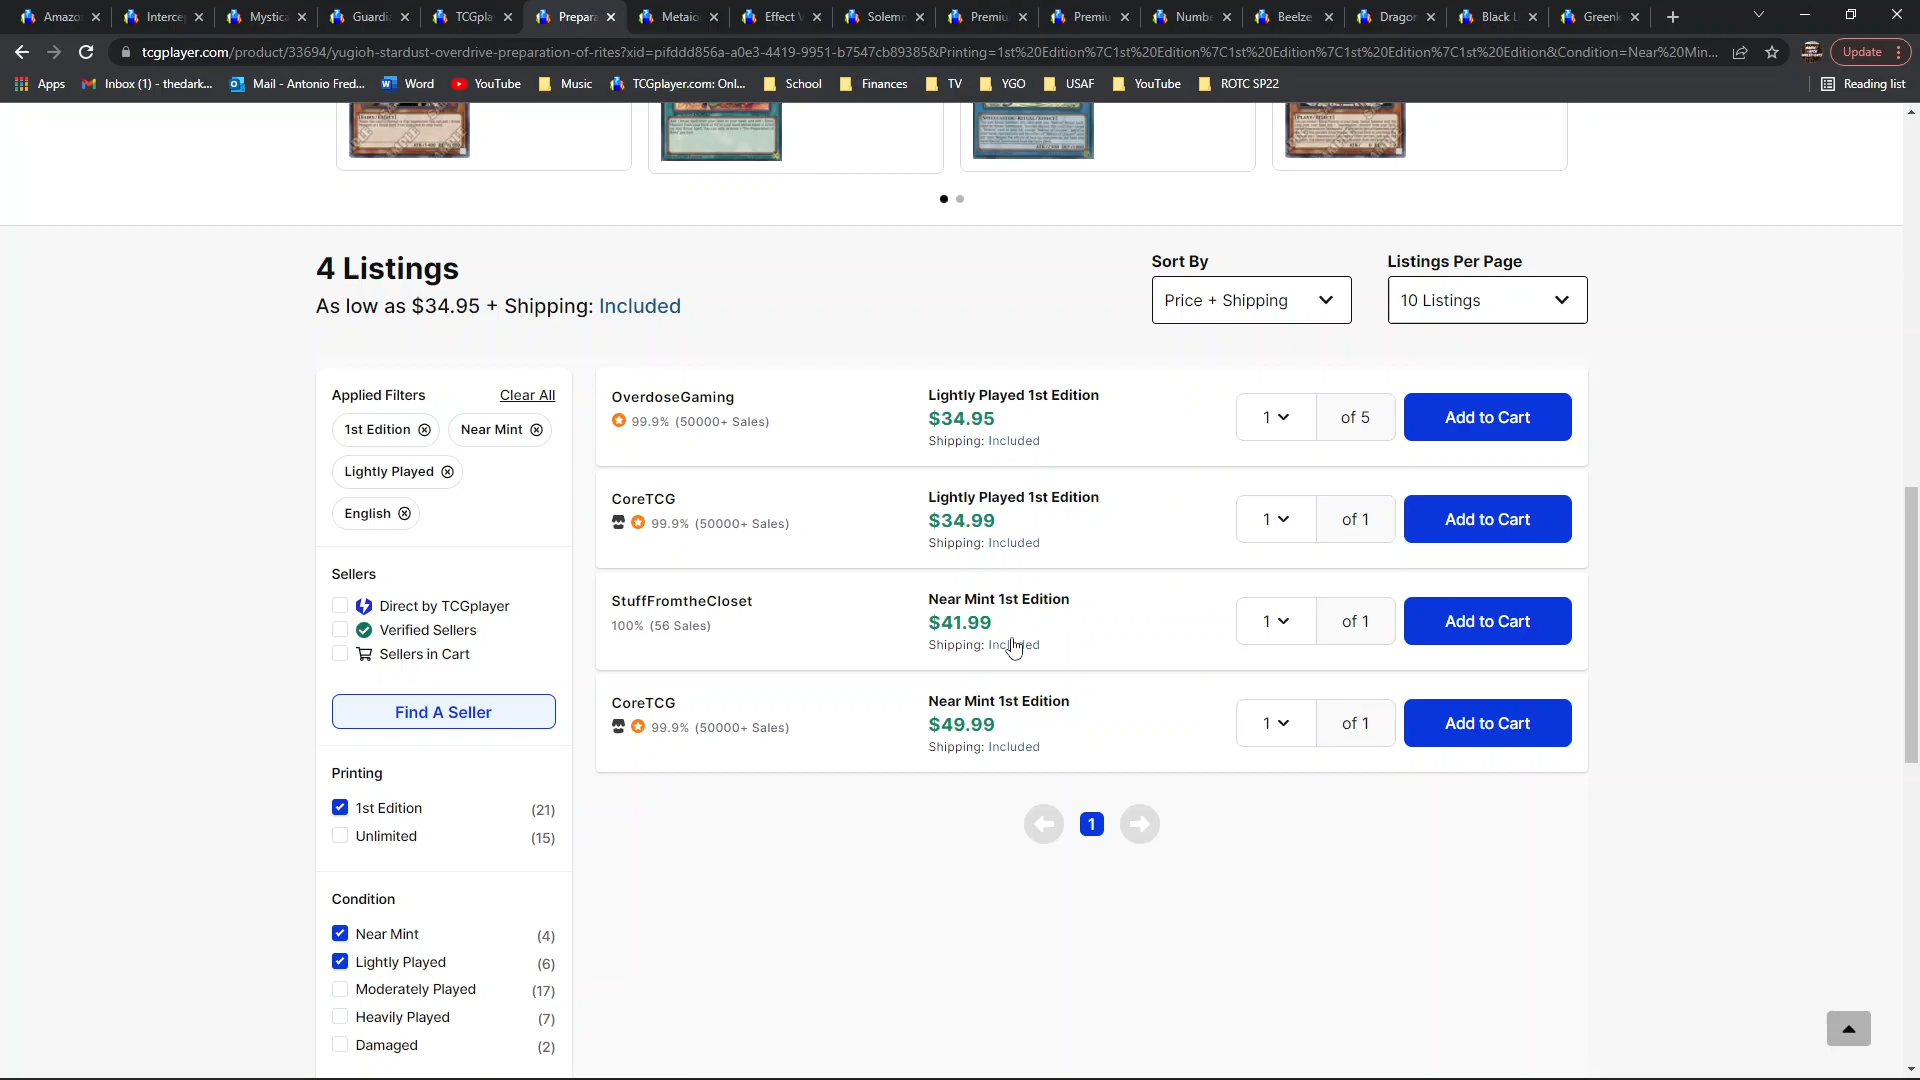 Amazo Interce Mystica Guardia TCGpla Prepara Metaio Effect V Solemn Premiu Premiu Numbe Beelze Dragon Black L Greenk
tcgplayer.com/product/33694/yugioh-stardust-overdrive-preparation-of-rites?xid=pifddd856a-a0e3-4419-9951-b7547cb89385&Printing=1st%20Edition%7C1st%20Edition%7C1st%20Edition%7C1st%20Edition%7C1st%20Edition&Condition=Near%20Min... Update
Apps Inbox (1) - thedark... Mail - Antonio Fred... Word YouTube Music TCGplayer.com: Onl... School Finances TV YGO USAF YouTube ROTC SP22 Reading list
4 Listings
As low as $34.95 + Shipping: Included
Sort By
Price + Shipping
Listings Per Page
10 Listings
Applied Filters Clear All
1st Edition Near Mint
Lightly Played
English
Sellers
Direct by TCGplayer
Verified Sellers
Sellers in Cart
Find A Seller
Printing
1st Edition (21)
Unlimited (15)
Condition
Near Mint (4)
Lightly Played (6)
Moderately Played (17)
Heavily Played (7)
Damaged (2)
OverdoseGaming
99.9% (50000+ Sales)
Lightly Played 1st Edition
$34.95
Shipping: Included
1 of 5 Add to Cart
CoreTCG
99.9% (50000+ Sales)
Lightly Played 1st Edition
$34.99
Shipping: Included
1 of 1 Add to Cart
StuffFromtheCloset
100% (56 Sales)
Near Mint 1st Edition
$41.99
Shipping: Included
1 of 1 Add to Cart
CoreTCG
99.9% (50000+ Sales)
Near Mint 1st Edition
$49.99
Shipping: Included
1 of 1 Add to Cart
1